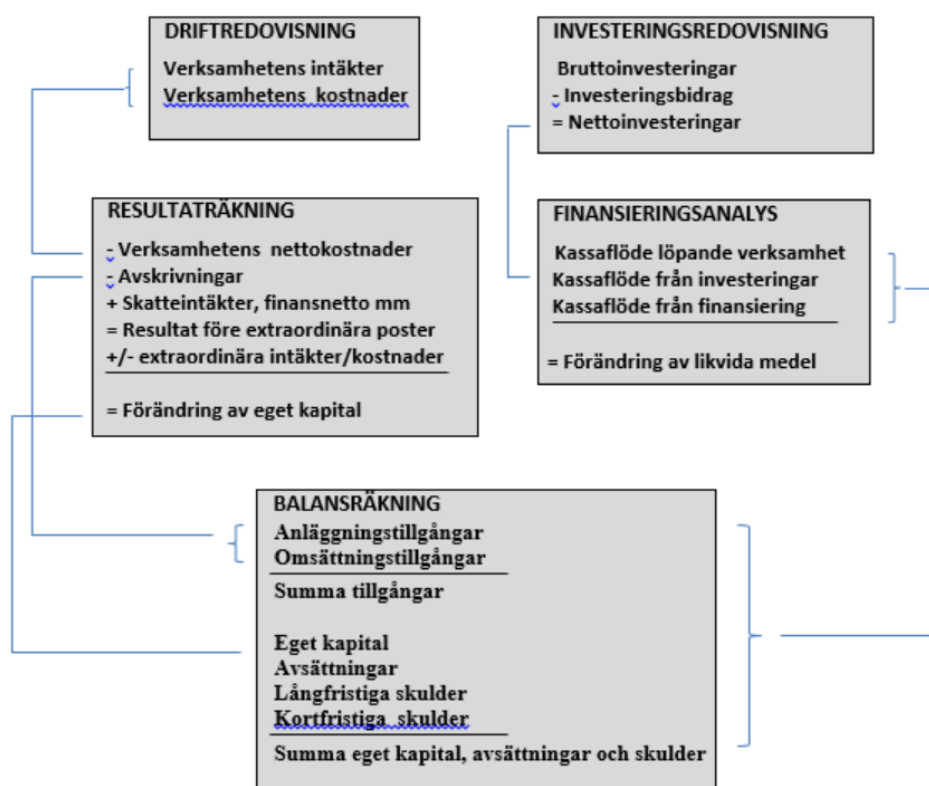 DRIFTREDOVISNING
Verksamhetens intäkter
Verksamhetens kostnader
INVESTERINGSREDOVISNING
Bruttoinvesteringar
- Investeringsbidrag
= Nettoinvesteringar
RESULTATRÄKNING
- Verksamhetens nettokostnader
- Avskrivningar
+ Skatteintäkter, finansnetto mm
= Resultat före extraordinära poster
+/- extraordinära intäkter/kostnader
= Förändring av eget kapital
FINANSIERINGSANALYS
Kassaflöde löpande verksamhet
Kassaflöde från investeringar
Kassaflöde från finansiering
= Förändring av likvida medel
BALANSRÄKNING
Anläggningstillgångar
Omsättningstillgångar
Summa tillgångar
Eget kapital
Avsättningar
Långfristiga skulder
Kortfristiga skulder
Summa eget kapital, avsättningar och skulder